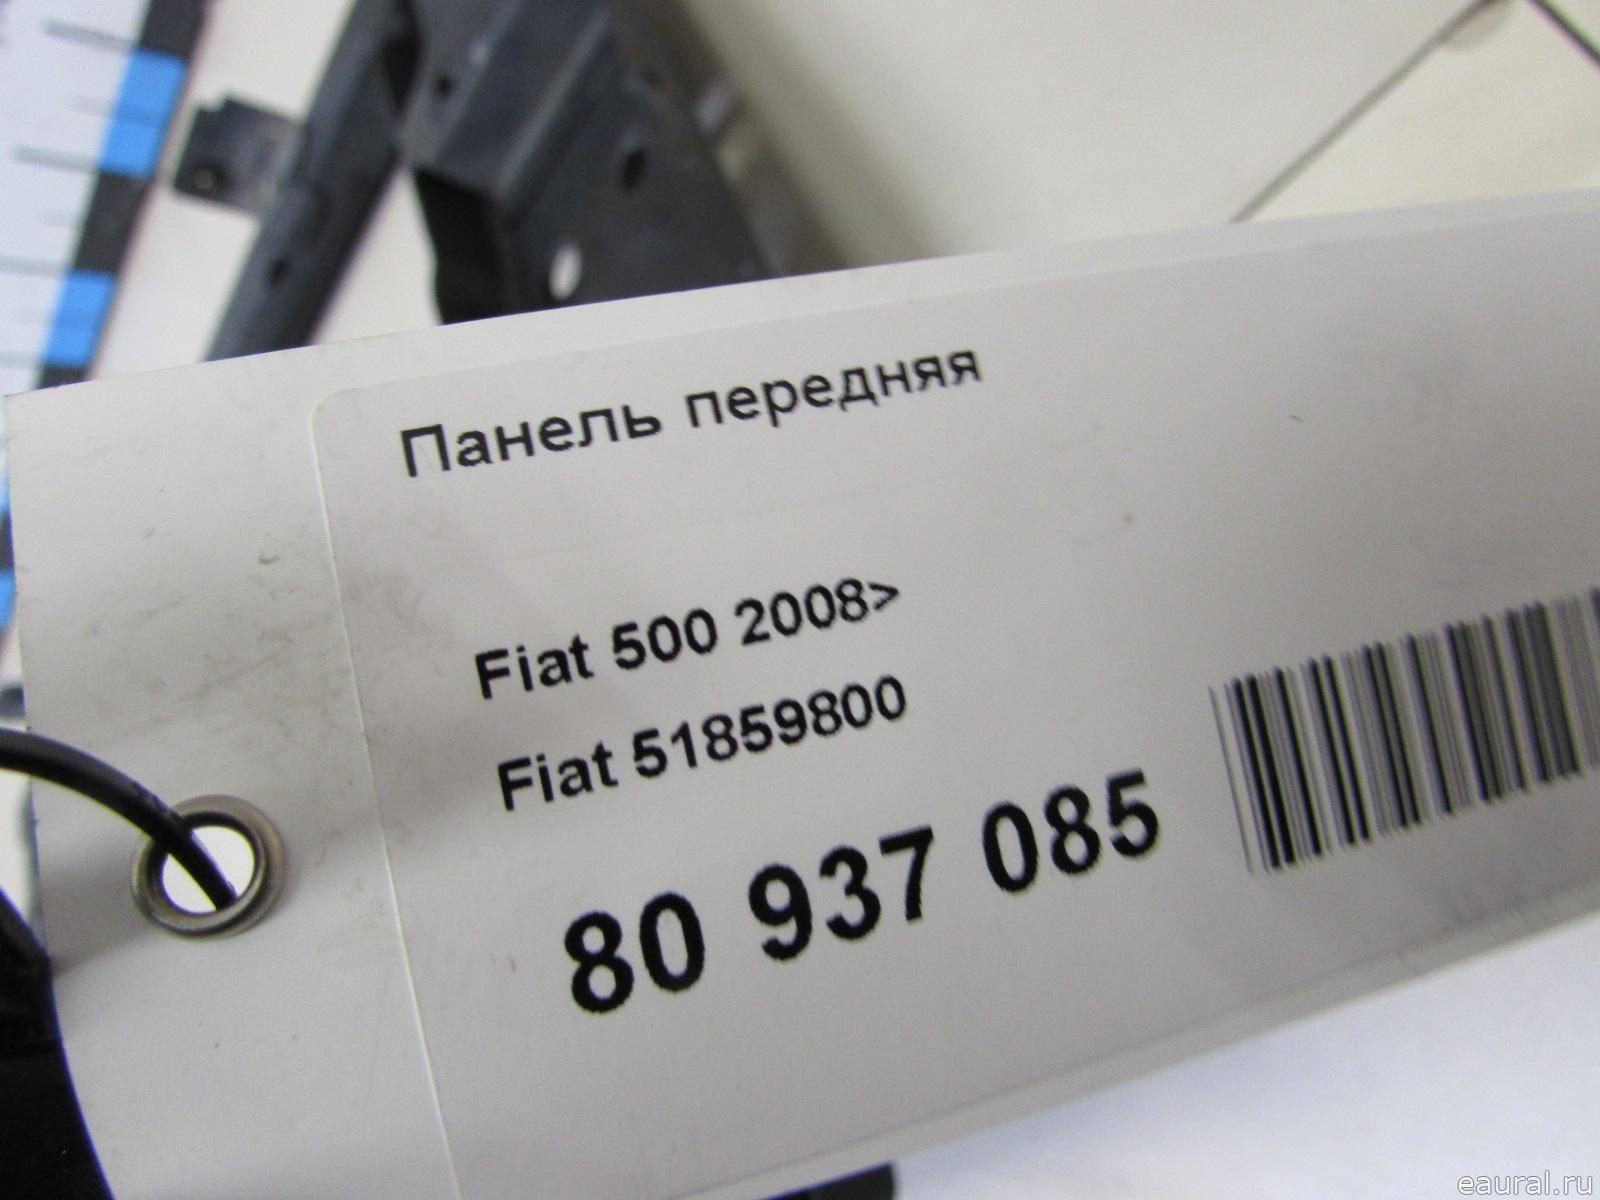 Панель передняя
Fiat 500 2008>
Fiat 51859800
80 937 085
eaural.ru